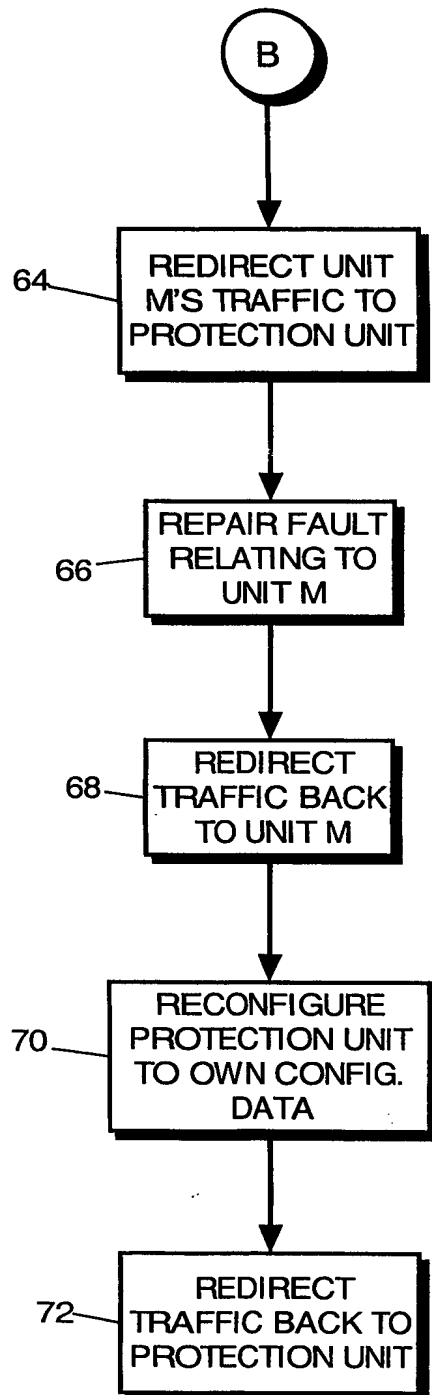 B
64
REDIRECT UNIT
M'S TRAFFIC TO
PROTECTION UNIT
66
REPAIR FAULT
RELATING TO
UNIT M
68
REDIRECT
TRAFFIC BACK
TO UNIT M
70
RECONFIGURE
PROTECTION UNIT
TO OWN CONFIG.
DATA
72
REDIRECT
TRAFFIC BACK TO
PROTECTION UNIT